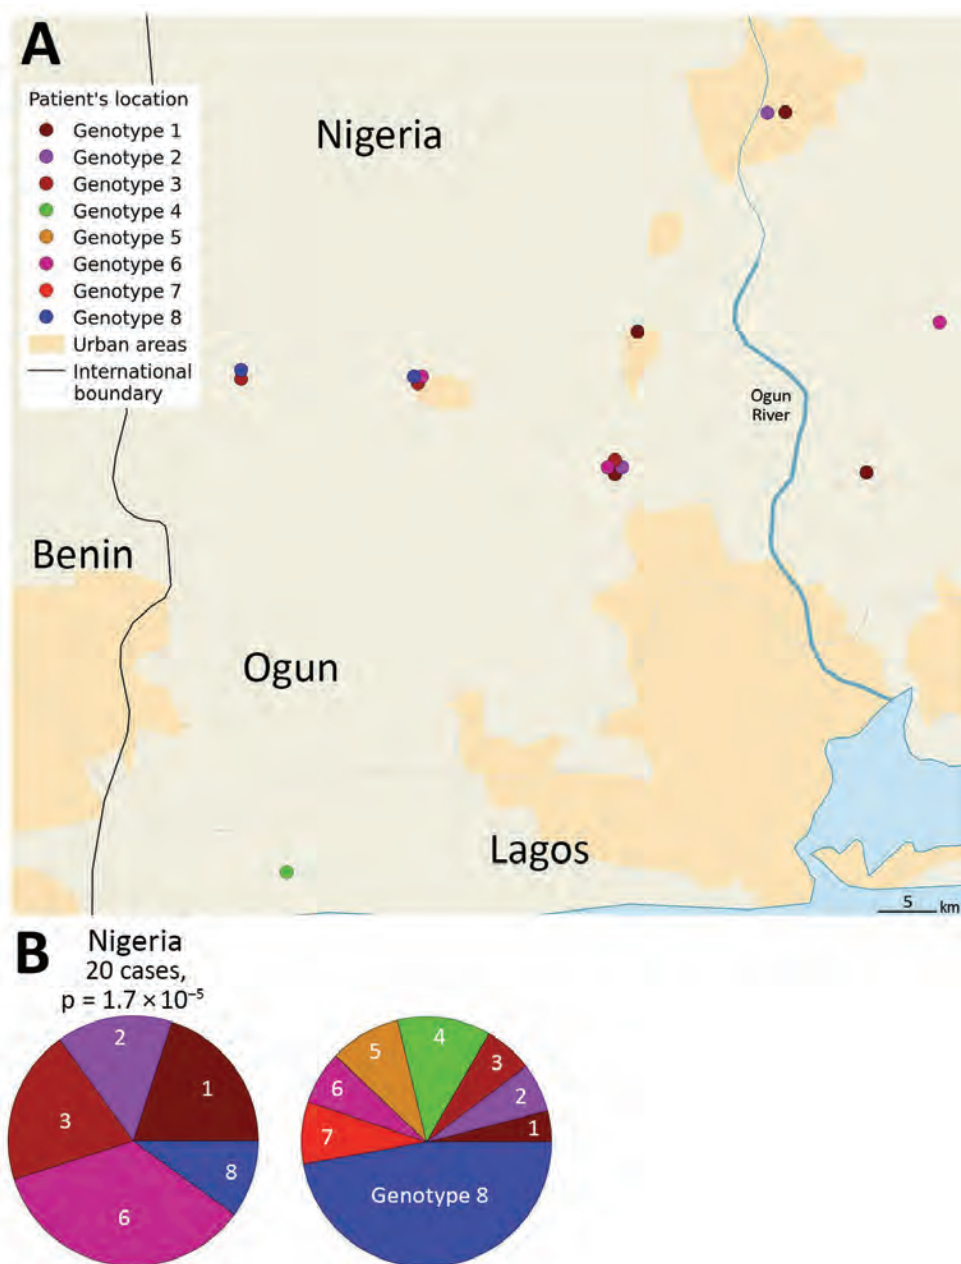 A
Patient's location
Genotype 1
Genotype 2
Genotype 3
Genotype 4
Genotype 5
Genotype 6
Genotype 7
Genotype 8
Urban areas
International
boundary
Nigeria
Ogun
River
Benin
Ogun
Lagos
5 km
B
Nigeria
20 cases,
p = 1.7 × 10⁻⁵
2
1
3
8
6
4
5
3
6
2
7
1
Genotype 8